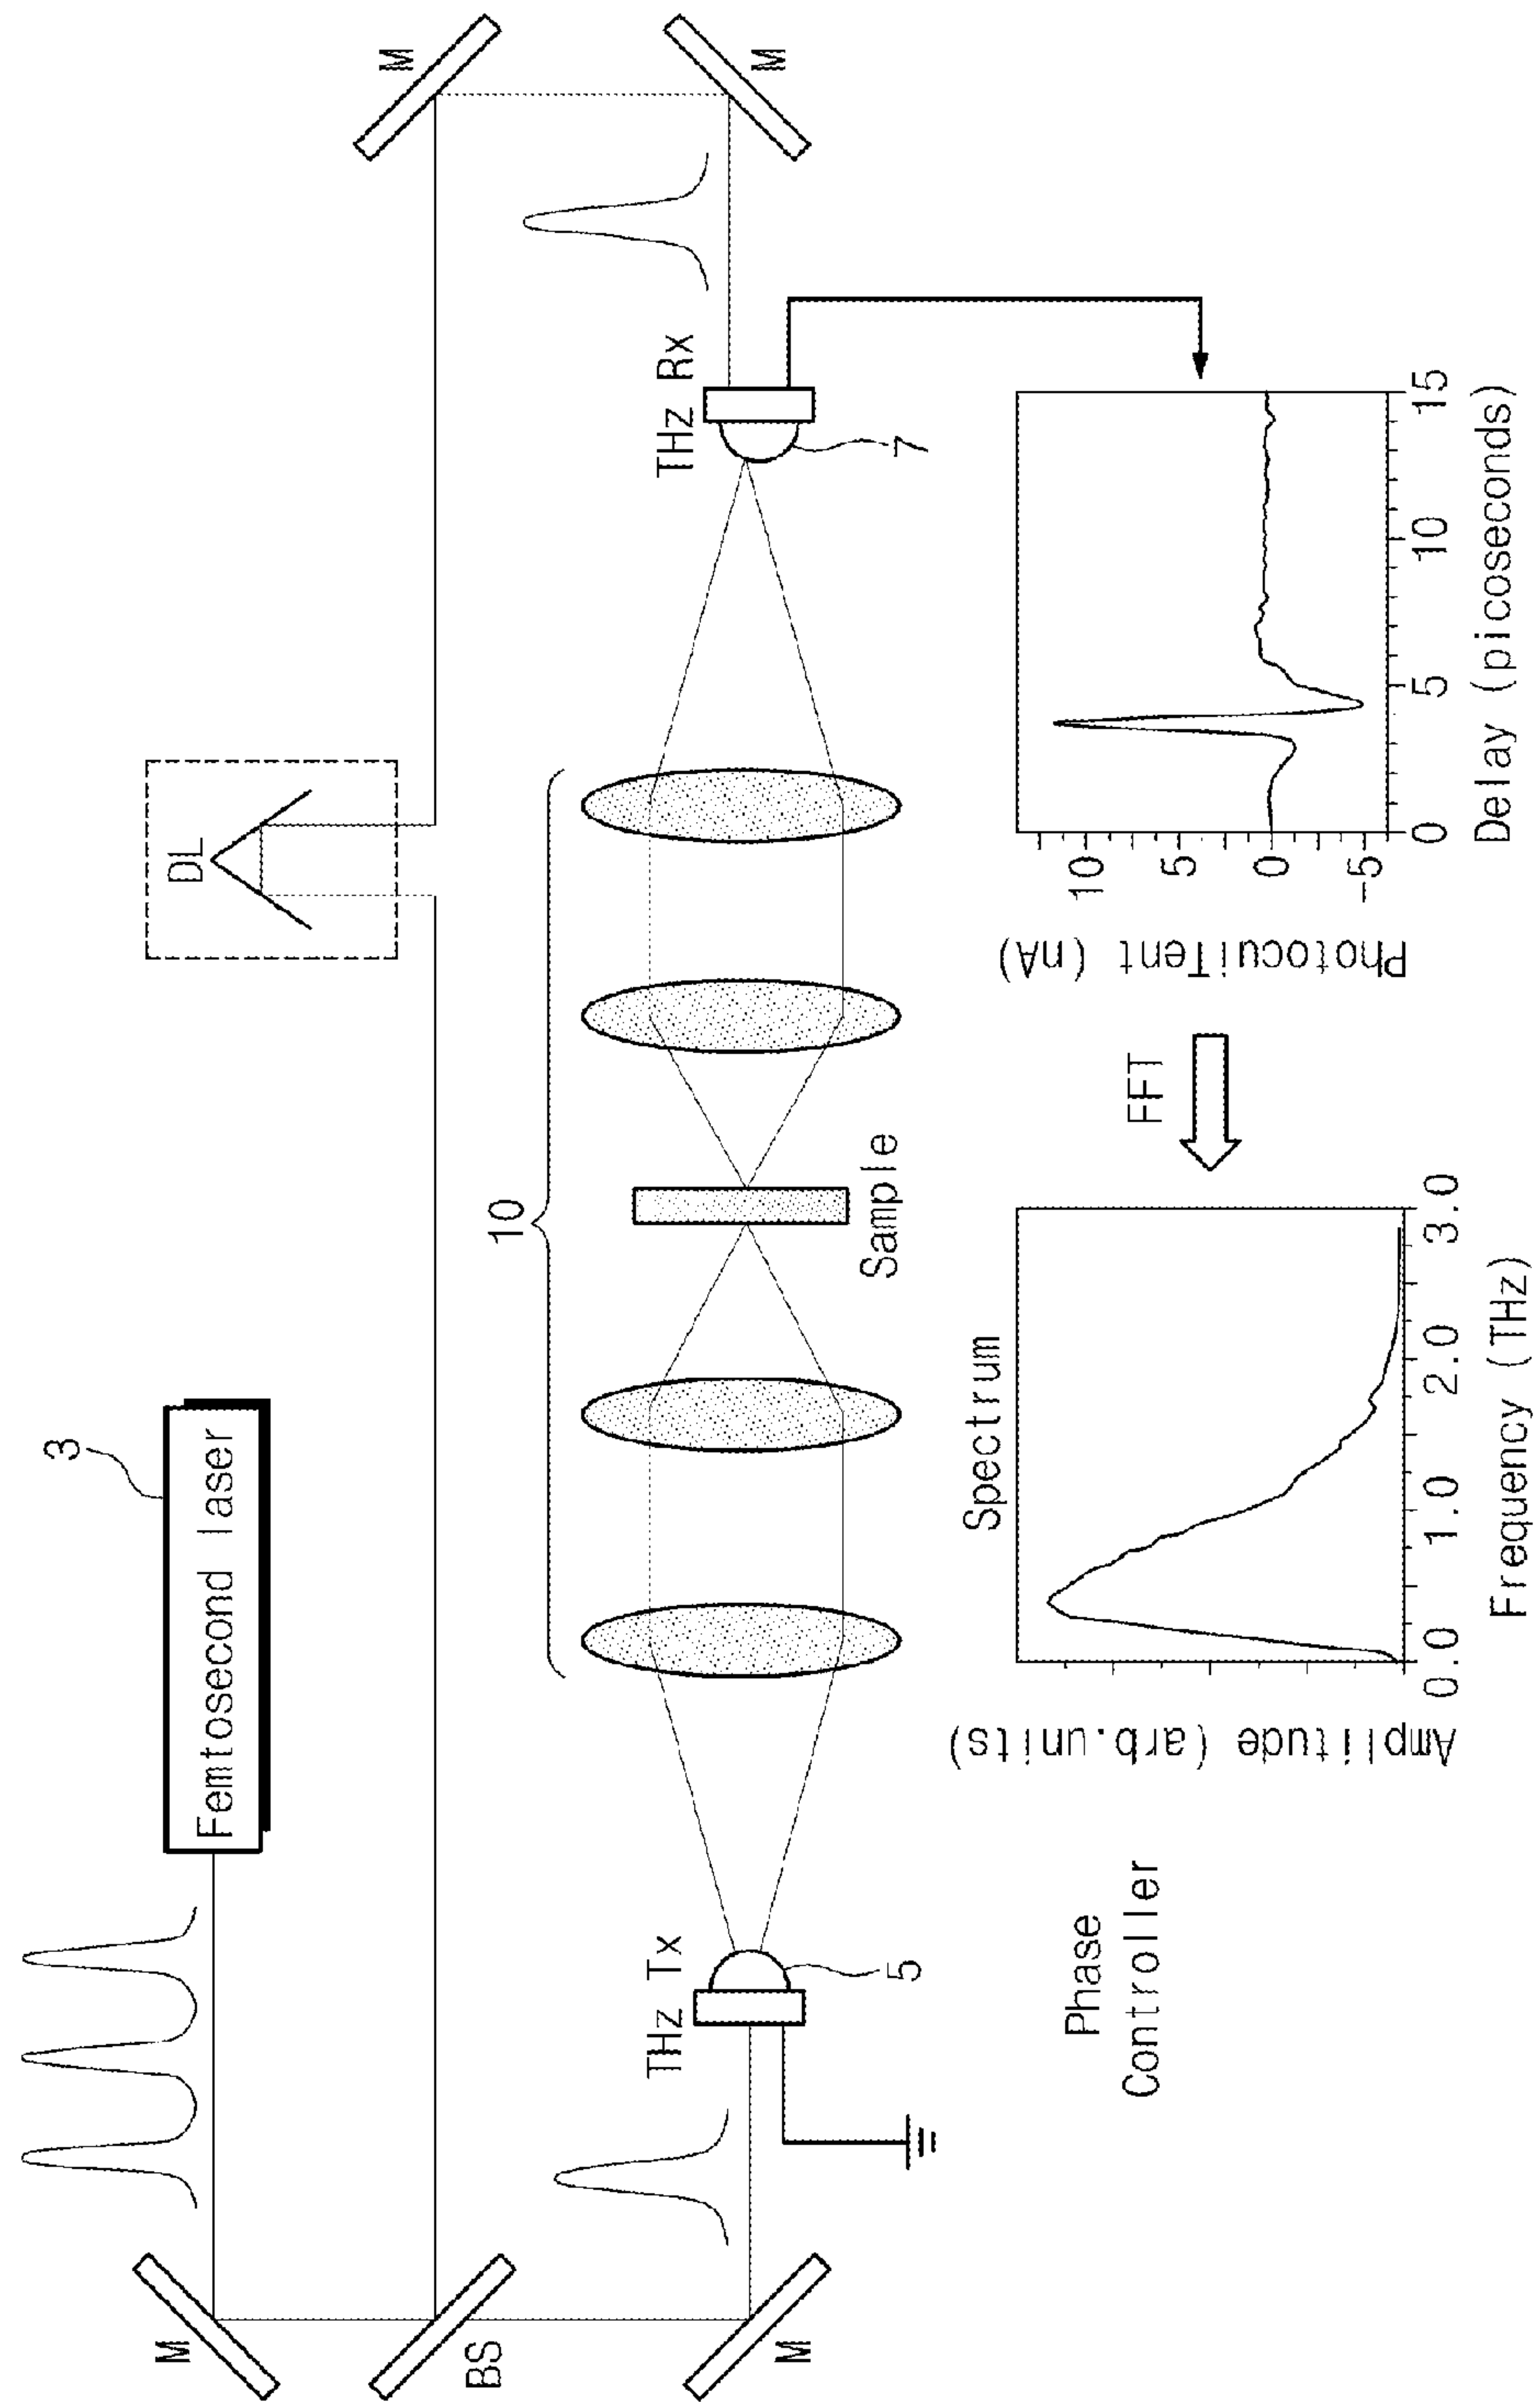 3
Femtosecond laser
DL
M
M
BS
M
M
10
THz Tx
5
Sample
THz Rx
7
Phase
Controller
Spectrum
Amplitude (arb.units)
0.0 1.0 2.0 3.0
Frequency (THz)
FFT
PhotocuiTent (nA)
10
5
0
-5
0 5 10 15
Delay (picoseconds)